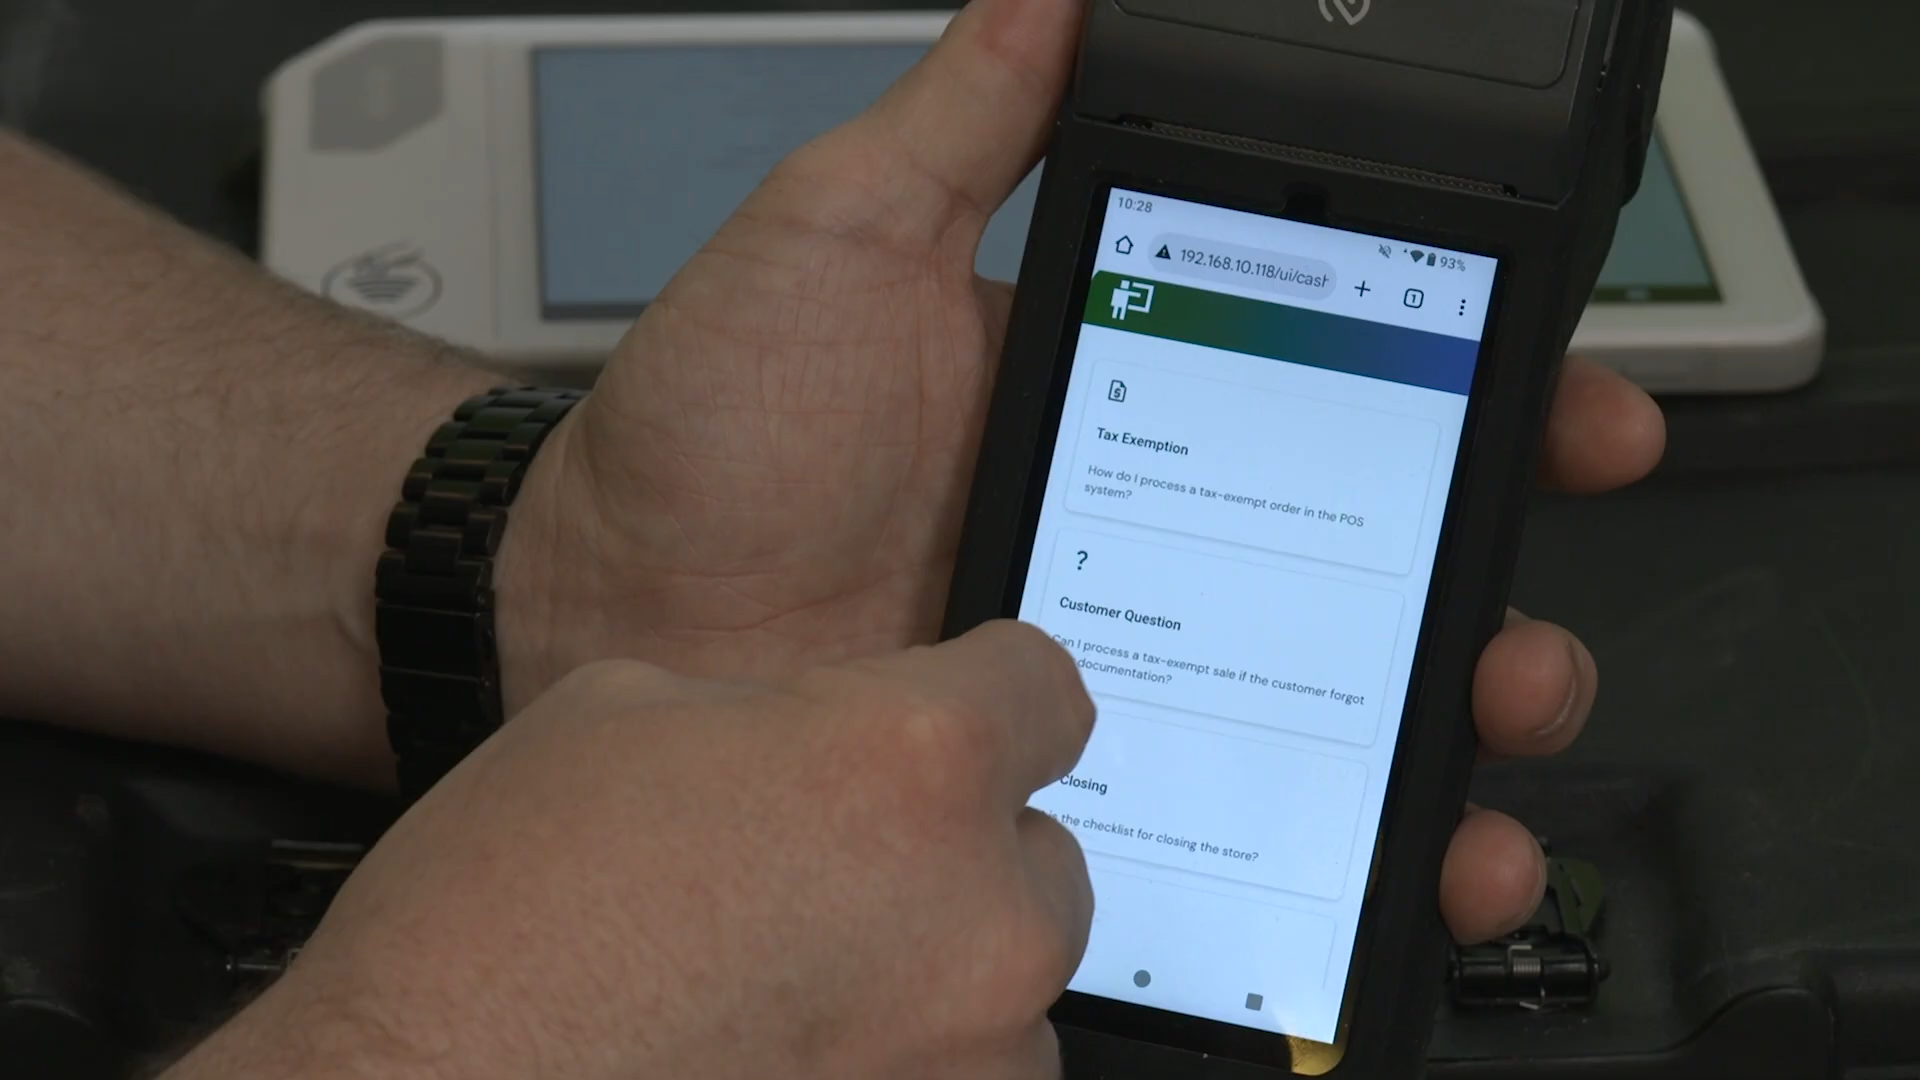 10:28
93%
192.168.10.118/ui/cash
1
Tax Exemption
How do I process a tax-exempt order in the POS
system?
?
Customer Question
Can I process a tax-exempt sale if the customer forgot
documentation?
Closing
is the checklist for closing the store?